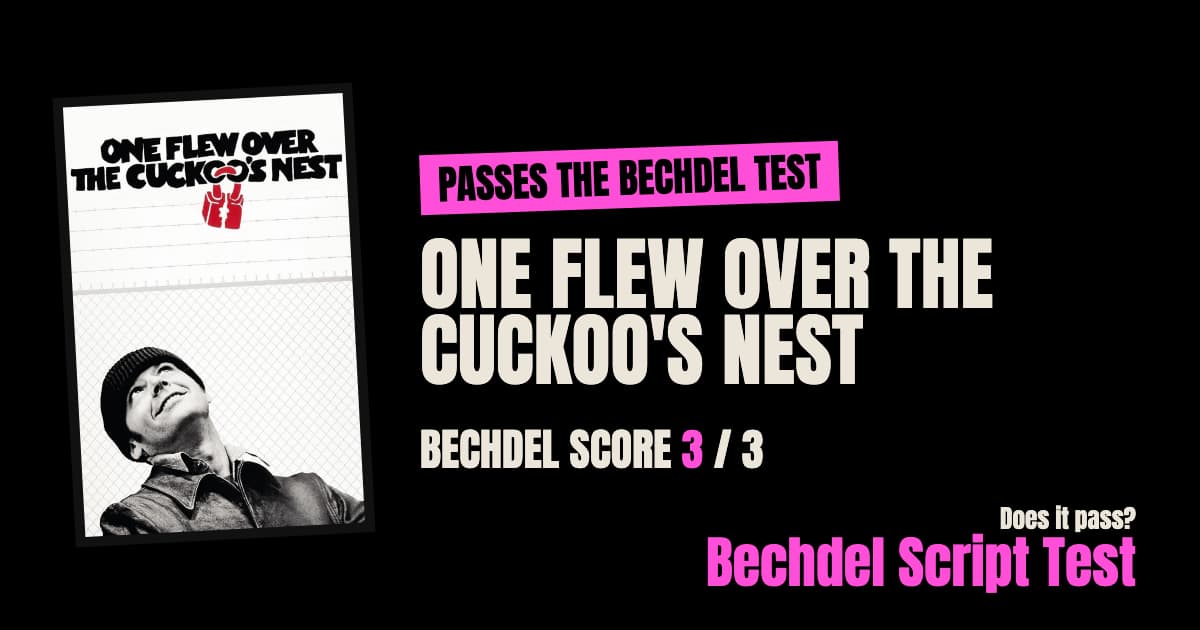 ONE FLEW OVER
THE CUCKOO'S NEST
PASSES THE BECHDEL TEST
ONE FLEW OVER THE
CUCKOO'S NEST
BECHDEL SCORE 3 / 3
Does it pass?
Bechdel Script Test